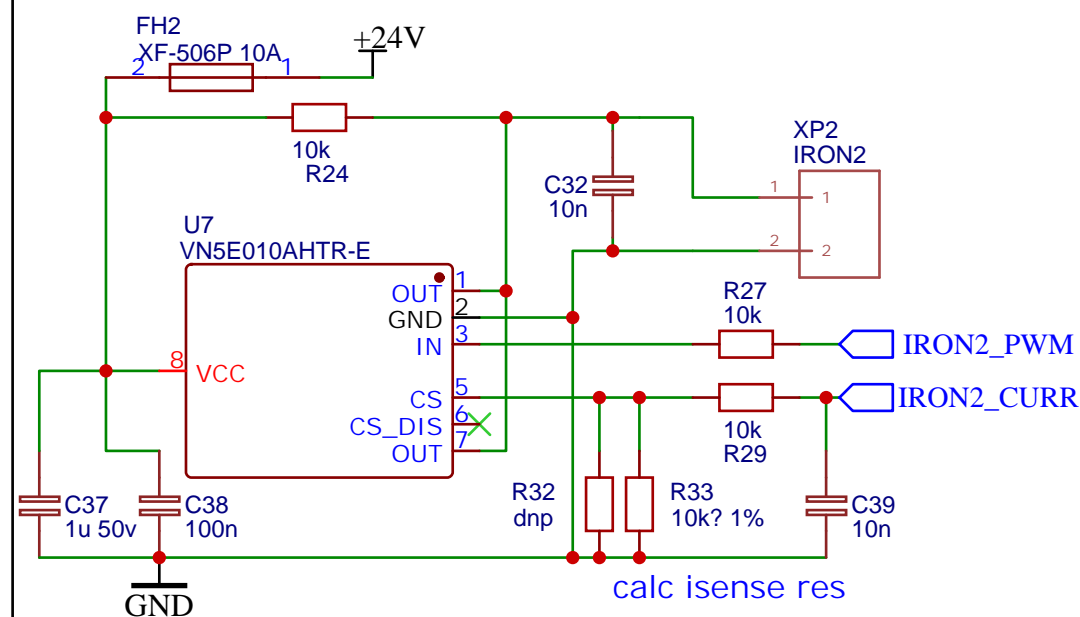 FH2
XF-506P 10A
+24V
2
1
10k
R24
XP2
IRON2
C32
10n
1
1
2
2
U7
VN5E010AHTR-E
OUT
1
GND
2
IN
3
8
VCC
CS
5
CS_DIS
6
OUT
7
R27
10k
IRON2_PWM
IRON2_CURR
10k
R29
C37
1u 50v
C38
100n
R32
dnp
R33
10k? 1%
C39
10n
calc isense res
GND